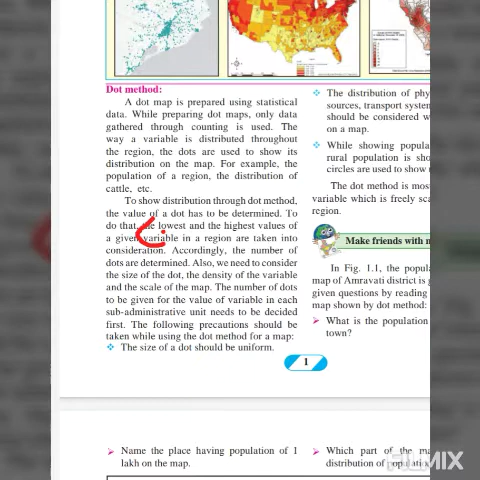 Dot method:
A dot map is prepared using statistical
data. While preparing dot maps, only data
gathered through counting is used. The
way a variable is distributed throughout
the region, the dots are used to show its
distribution on the map. For example, the
population of a region, the distribution of
cattle, etc.
To show distribution through dot method,
the value of a dot has to be determined. To
do that, the lowest and the highest values of
a given variable in a region are taken into
consideration. Accordingly, the number of
dots are determined. Also, we need to consider
the size of the dot, the density of the variable
and the scale of the map. The number of dots
to be given for the value of variable in each
sub-administrative unit needs to be decided
first. The following precautions should be
taken while using the dot method for a map:
❖ The size of a dot should be uniform.
❖ The distribution of phy
sources, transport system
should be considered w
on a map.
❖ While showing popula
rural population is sho
circles are used to show
The dot method is mos
variable which is freely sca
region.
Make friends with m
In Fig. 1.1, the popula
map of Amravati district is g
given questions by reading
map shown by dot method:
➤ What is the population
town?
1
➤ Name the place having population of 1
lakh on the map.
➤ Which part of the ma
distribution of population